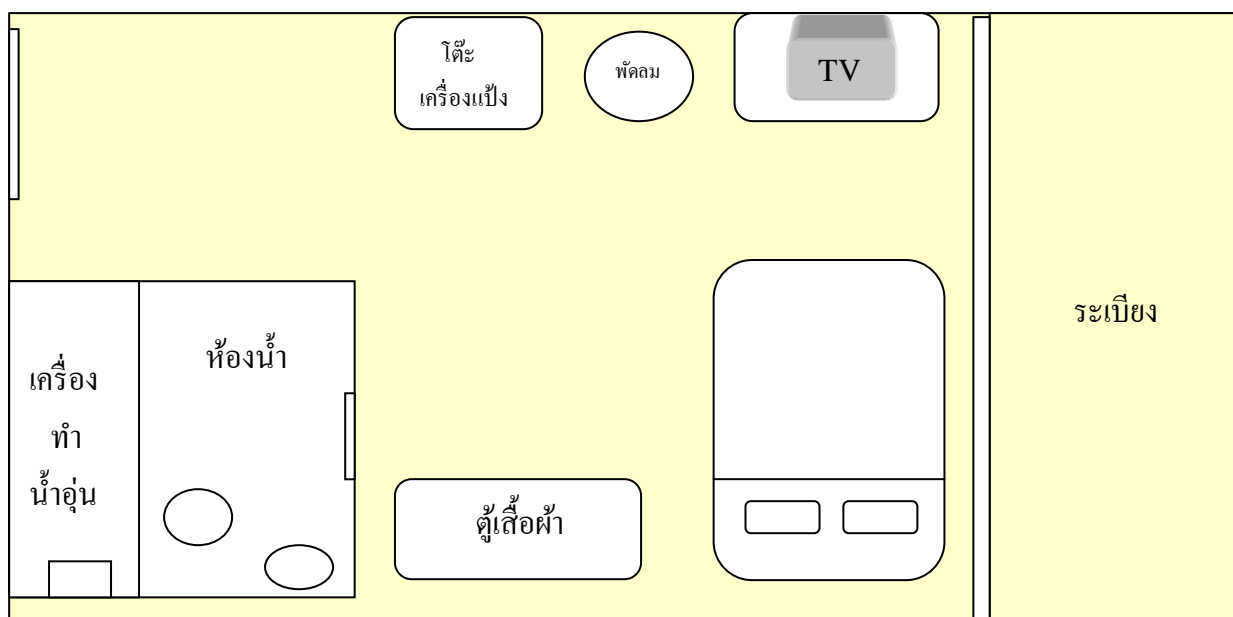 โต๊ะ
เครื่องแป้ง
พัดลม
TV
ระเบียง
ห้องน้ำ
เครื่อง
ทำ
น้ำอุ่น
ตู้เสื้อผ้า